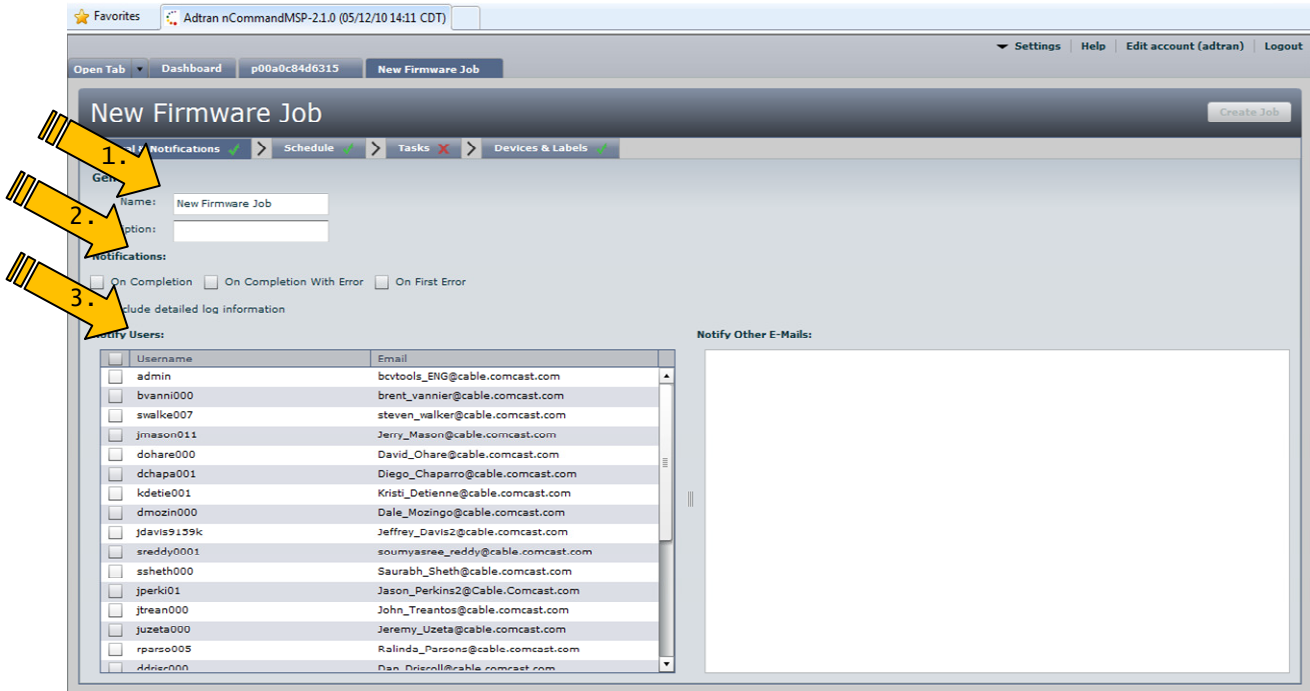 Favorites
Adtran nCommandMSP-2.1.0 (05/12/10 14:11 CDT)
Settings Help Edit account (adtran) Logout
Open Tab Dashboard p00a0c84d6315 New Firmware Job
New Firmware Job
Create Job
1.
Notifications Schedule Tasks Devices & Labels
Name: New Firmware Job
2.
Notifications:
On Completion On Completion With Error On First Error
3.
detailed log information
Users: Notify Other E-Mails:
Username Email
admin bcvtools_ENG@cable.comcast.com
bvanni000 brent_vannier@cable.comcast.com
swalke007 steven_walker@cable.comcast.com
jmason011 Jerry_Mason@cable.comcast.com
dohare000 David_Ohare@cable.comcast.com
dchapa001 Diego_Chaparro@cable.comcast.com
kdetie001 Kristi_Detienne@cable.comcast.com
dmozin000 Dale_Mozingo@cable.comcast.com
jdavis9159k Jeffrey_Davis2@cable.comcast.com
sreddy0001 soumyasree_reddy@cable.comcast.com
ssheth000 Saurabh_Sheth@cable.comcast.com
jperki01 Jason_Perkins2@Cable.Comcast.com
jtrean000 John_Treantos@cable.comcast.com
juzeta000 Jeremy_Uzeta@cable.comcast.com
rparso005 Ralinda_Parsons@cable.comcast.com
ddrisc000 Dan_Driscoll@cable.comcast.com